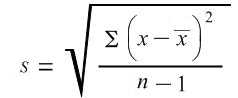 s = √( Σ(x − x̅)² / (n − 1) )